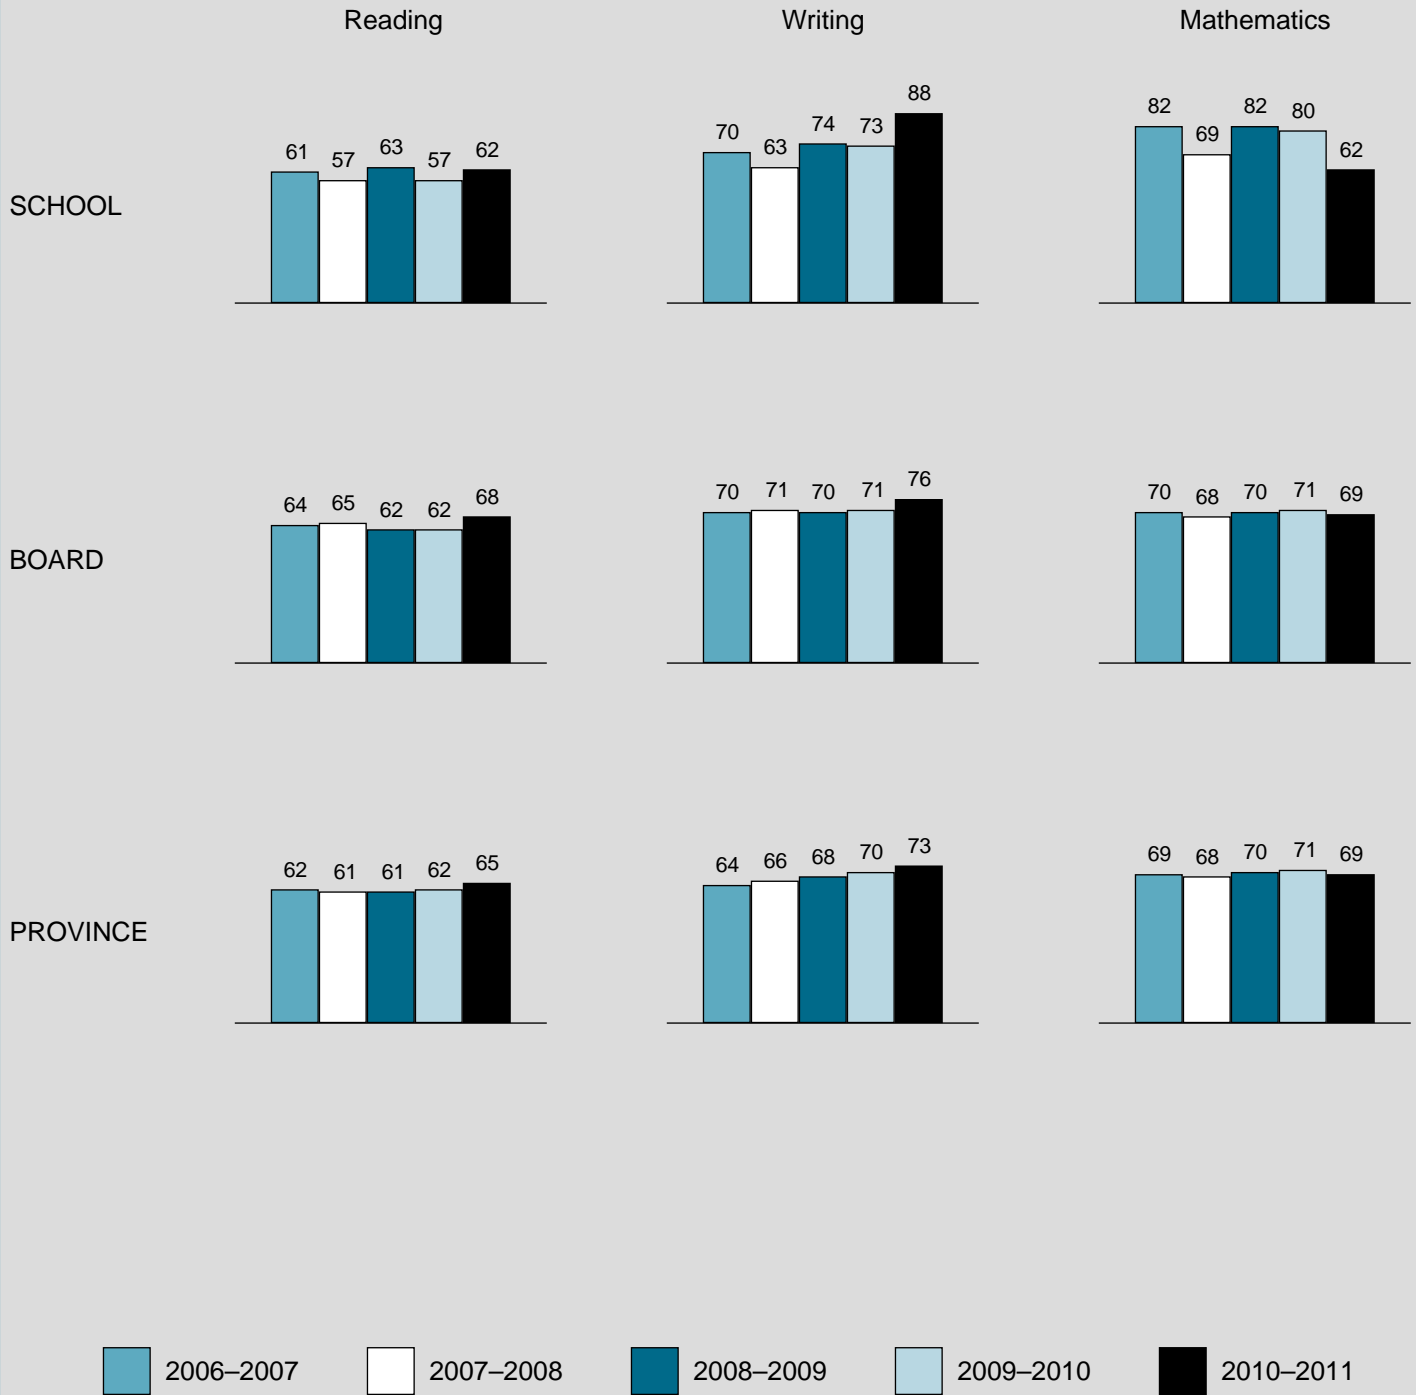 Reading Writing Mathematics
SCHOOL
61 57 63 57 62
70 63 74 73 88
82 69 82 80 62
BOARD
64 65 62 62 68
70 71 70 71 76
70 68 70 71 69
PROVINCE
62 61 61 62 65
64 66 68 70 73
69 68 70 71 69
2006–2007 2007–2008 2008–2009 2009–2010 2010–2011